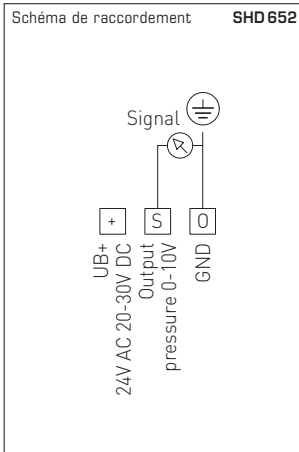 Schéma de raccordement SHD 652
Signal
+ S 0
UB+
24V AC 20-30V DC
Output
pressure 0-10V
GND